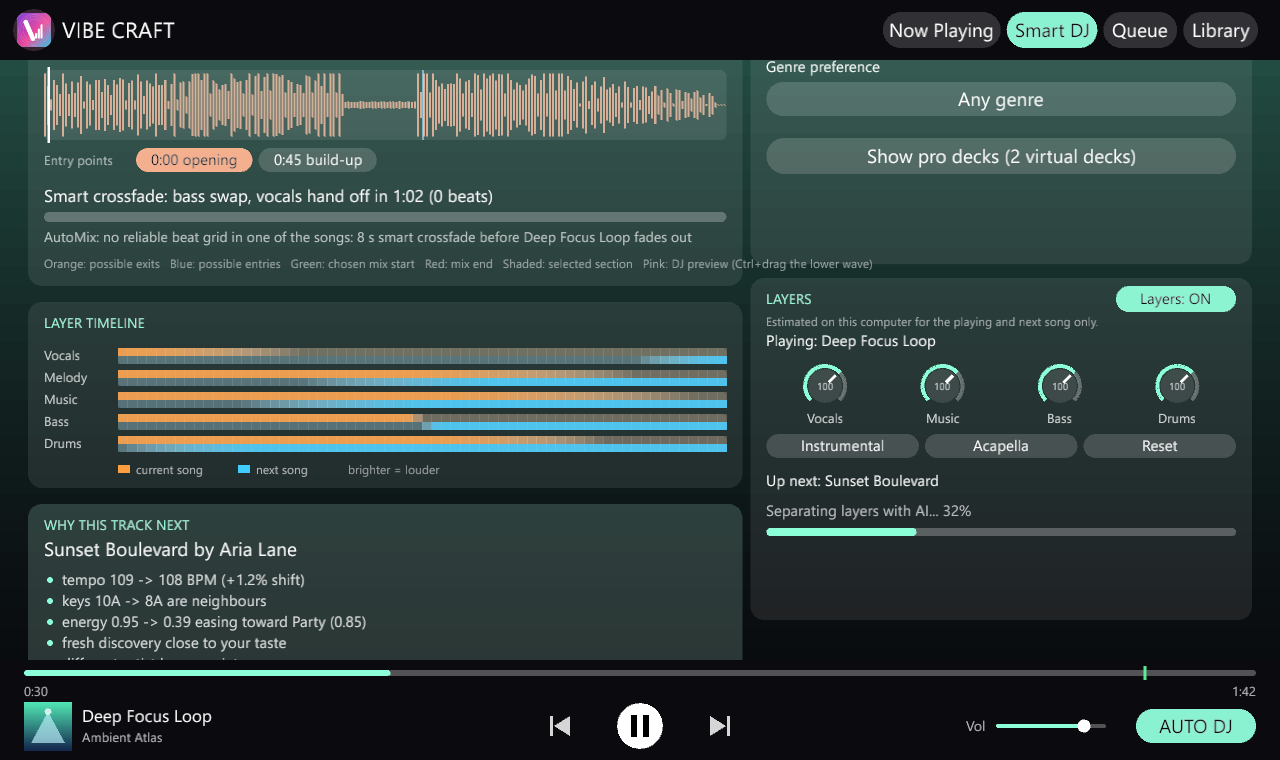 VIBE CRAFT
Now Playing
Smart DJ
Queue
Library
Entry points
0:00 opening
0:45 build-up
Smart crossfade: bass swap, vocals hand off in 1:02 (0 beats)
AutoMix: no reliable beat grid in one of the songs: 8 s smart crossfade before Deep Focus Loop fades out
Orange: possible exits Blue: possible entries Green: chosen mix start Red: mix end Shaded: selected section Pink: DJ preview (Ctrl+drag the lower wave)
LAYER TIMELINE
Vocals
Melody
Music
Bass
Drums
current song
next song
brighter = louder
WHY THIS TRACK NEXT
Sunset Boulevard by Aria Lane
tempo 109 -> 108 BPM (+1.2% shift)
keys 10A -> 8A are neighbours
energy 0.95 -> 0.39 easing toward Party (0.85)
fresh discovery close to your taste
Genre preference
Any genre
Show pro decks (2 virtual decks)
LAYERS
Layers: ON
Estimated on this computer for the playing and next song only.
Playing: Deep Focus Loop
100
100
100
100
Vocals
Music
Bass
Drums
Instrumental
Acapella
Reset
Up next: Sunset Boulevard
Separating layers with AI... 32%
0:30
1:42
Deep Focus Loop
Ambient Atlas
Vol
AUTO DJ